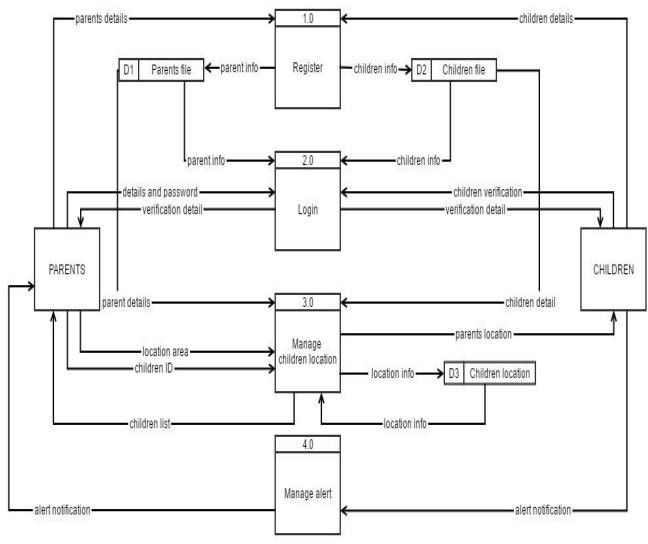 parents details
1.0
children details
D1
Parents file
parent info
Register
children info
D2
Children file
parent info
2.0
children info
details and password
children verification
verification detail
Login
verification detail
PARENTS
CHILDREN
parent details
3.0
children detail
Manage
children location
parents location
location area
children ID
location info
D3
Children location
children list
location info
4.0
Manage alert
alert notification
alert notification